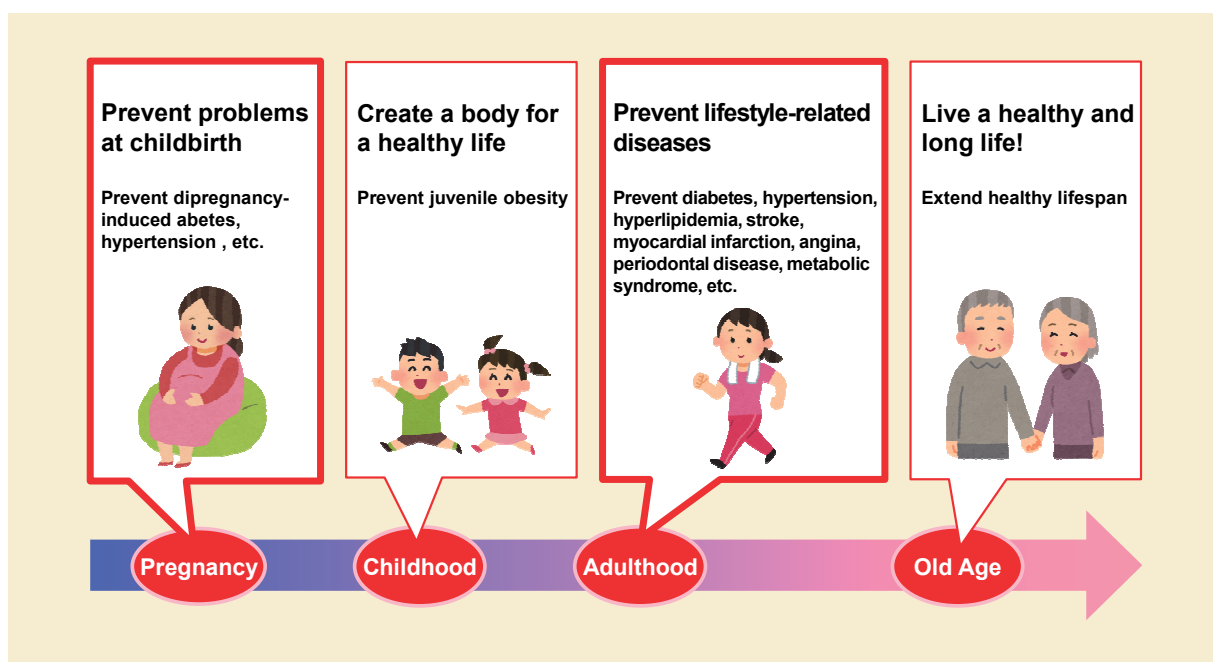 Prevent problems
at childbirth
Prevent dipregnancy-
induced abetes,
hypertension , etc.
Create a body for
a healthy life
Prevent juvenile obesity
Prevent lifestyle-related
diseases
Prevent diabetes, hypertension,
hyperlipidemia, stroke,
myocardial infarction, angina,
periodontal disease, metabolic
syndrome, etc.
Live a healthy and
long life!
Extend healthy lifespan
Pregnancy
Childhood
Adulthood
Old Age